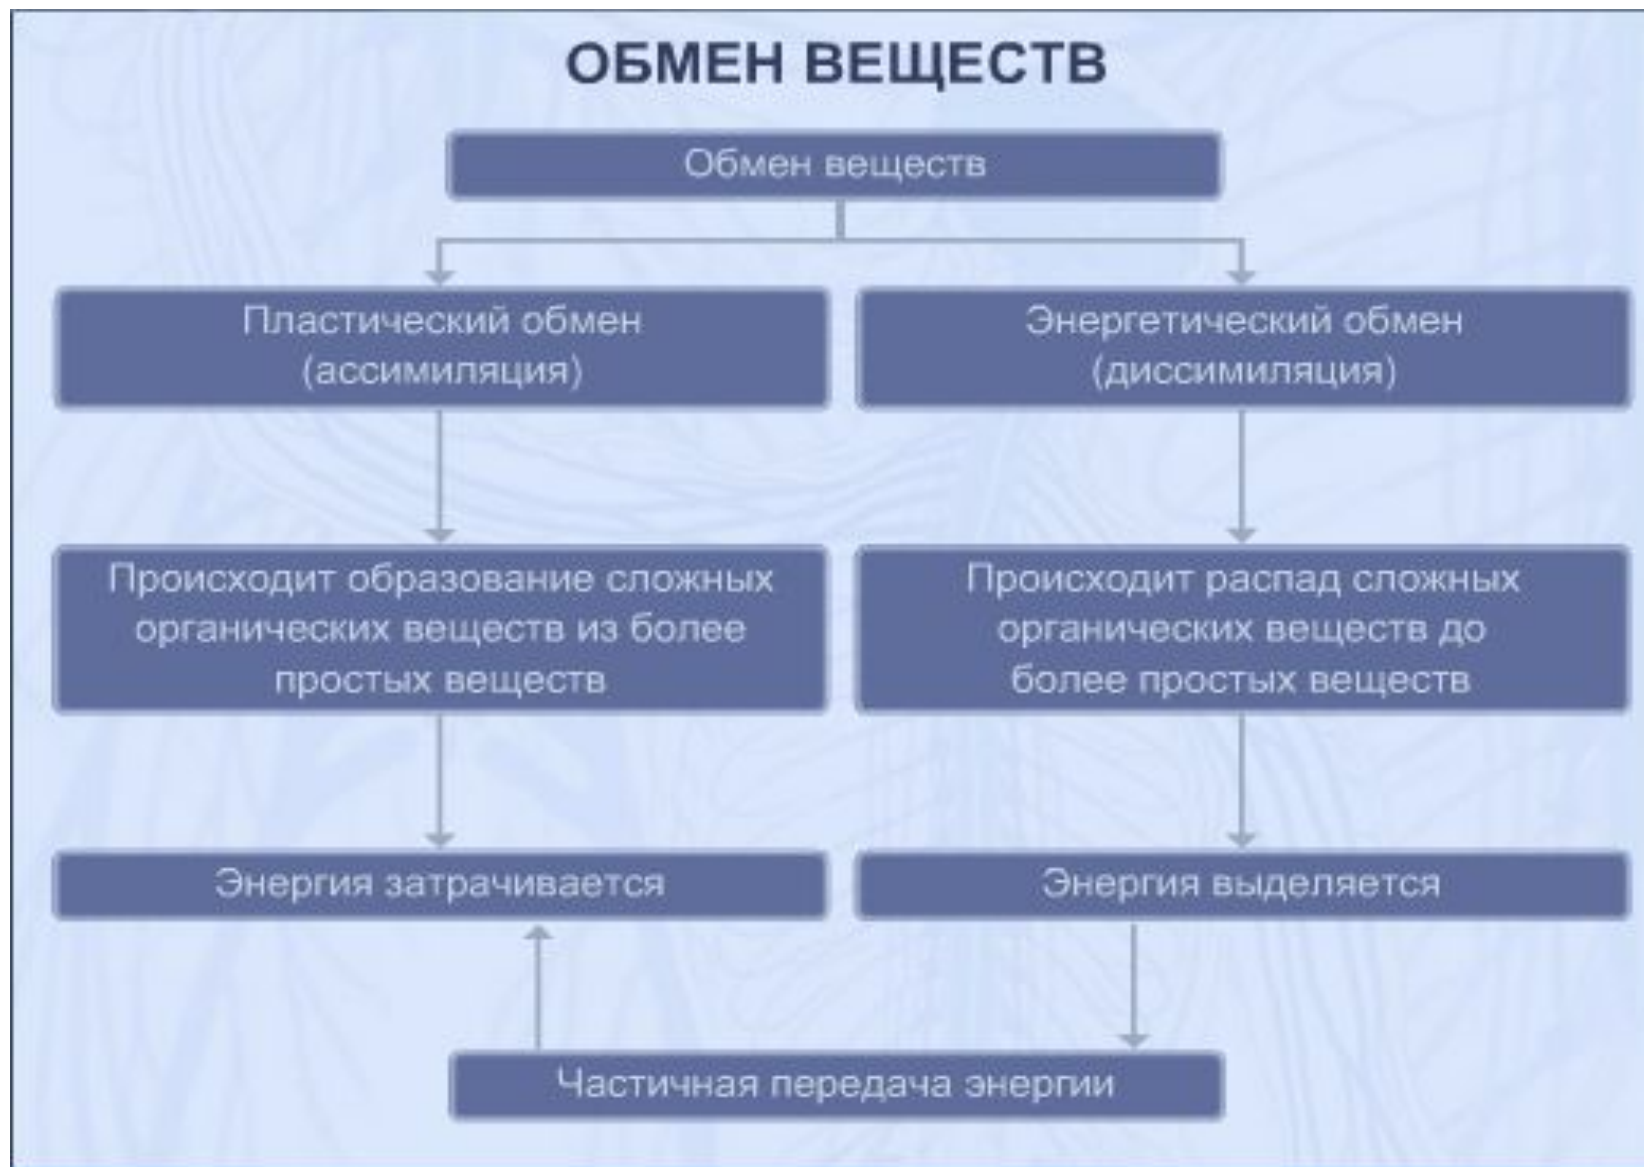 ОБМЕН ВЕЩЕСТВ
Обмен веществ
Пластический обмен
(ассимиляция)
Энергетический обмен
(диссимиляция)
Происходит образование сложных
органических веществ из более
простых веществ
Происходит распад сложных
органических веществ до
более простых веществ
Энергия затрачивается
Энергия выделяется
Частичная передача энергии